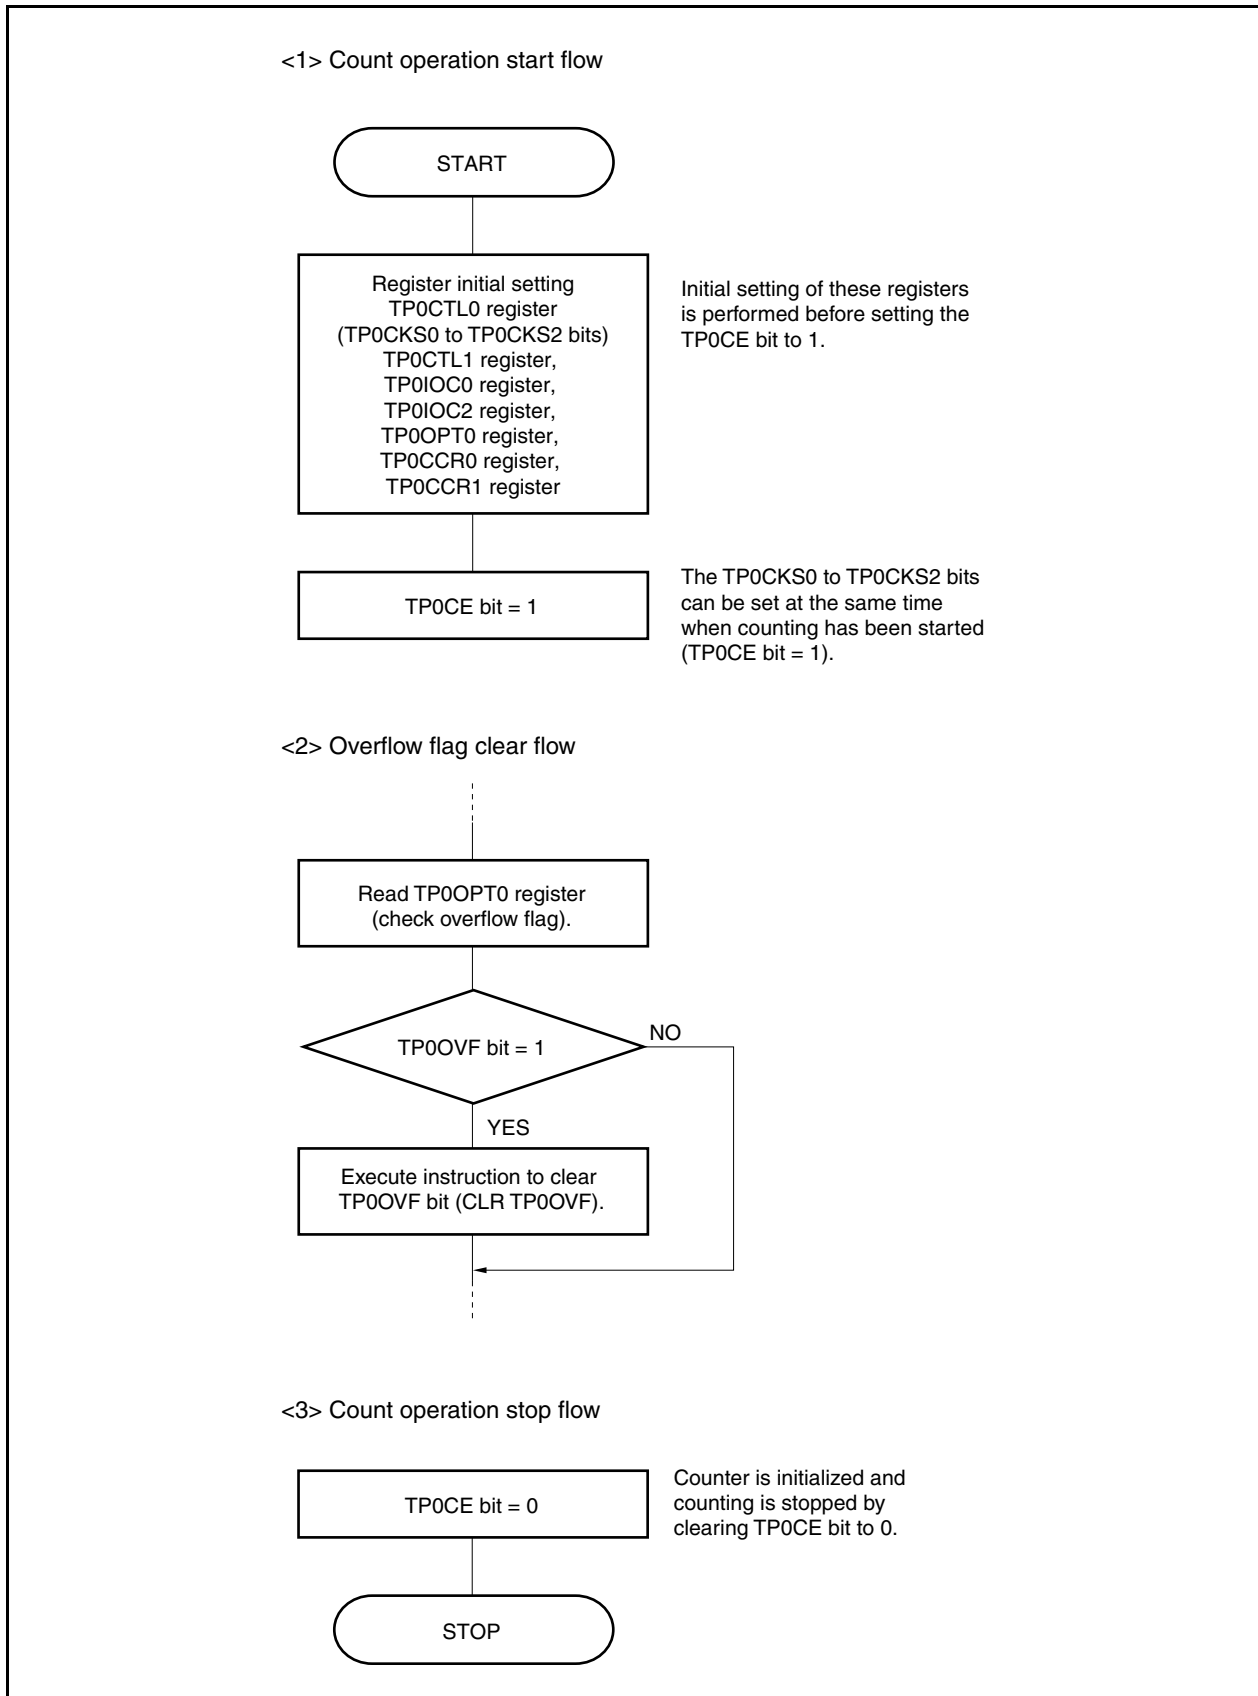 <1> Count operation start flow
START
Register initial setting
TP0CTL0 register
(TP0CKS0 to TP0CKS2 bits)
TP0CTL1 register,
TP0IOC0 register,
TP0IOC2 register,
TP0OPT0 register,
TP0CCR0 register,
TP0CCR1 register
Initial setting of these registers
is performed before setting the
TP0CE bit to 1.
TP0CE bit = 1
The TP0CKS0 to TP0CKS2 bits
can be set at the same time
when counting has been started
(TP0CE bit = 1).
<2> Overflow flag clear flow
Read TP0OPT0 register
(check overflow flag).
TP0OVF bit = 1
NO
YES
Execute instruction to clear
TP0OVF bit (CLR TP0OVF).
<3> Count operation stop flow
TP0CE bit = 0
Counter is initialized and
counting is stopped by
clearing TP0CE bit to 0.
STOP